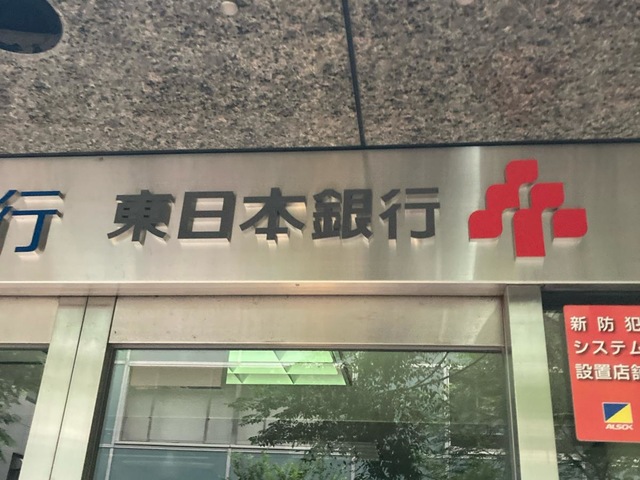 行
東日本銀行
新防犯
システム
設置店舗
ALSOK